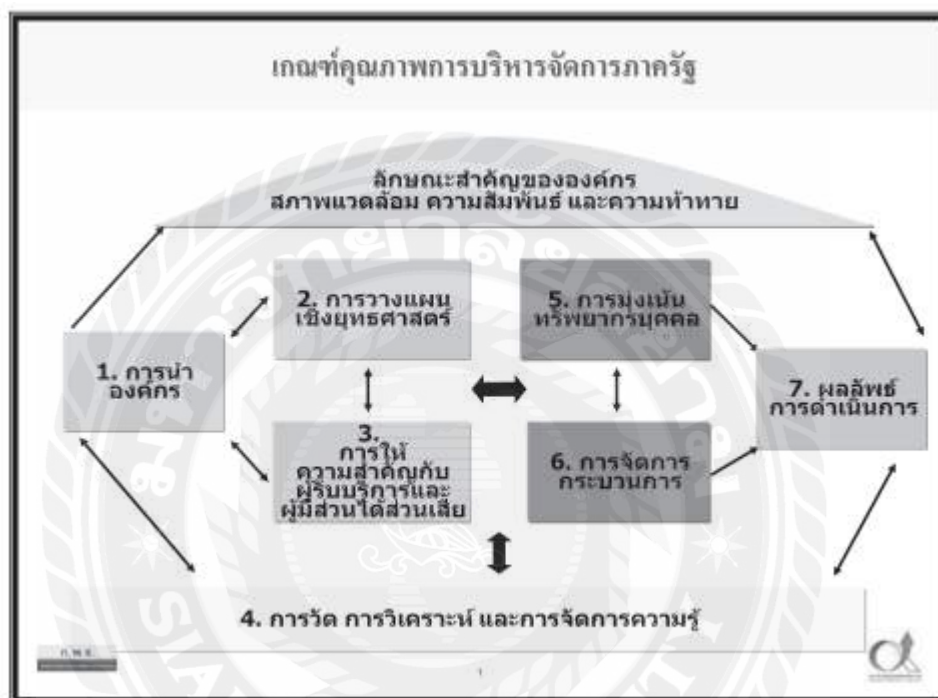 เกณฑ์คุณภาพการบริหารจัดการภาครัฐ
ลักษณะสำคัญขององค์กร
สภาพแวดล้อม ความสัมพันธ์ และความท้าทาย
2. การวางแผน
เชิงยุทธศาสตร์
5. การมุ่งเน้น
ทรัพยากรบุคคล
1. การนำ
องค์กร
7. ผลลัพธ์
การดำเนินการ
3.
การให้
ความสำคัญกับ
ผู้รับบริการและ
ผู้มีส่วนได้ส่วนเสีย
6. การจัดการ
กระบวนการ
4. การวัด การวิเคราะห์ และการจัดการความรู้
ก.พ.ร.
1